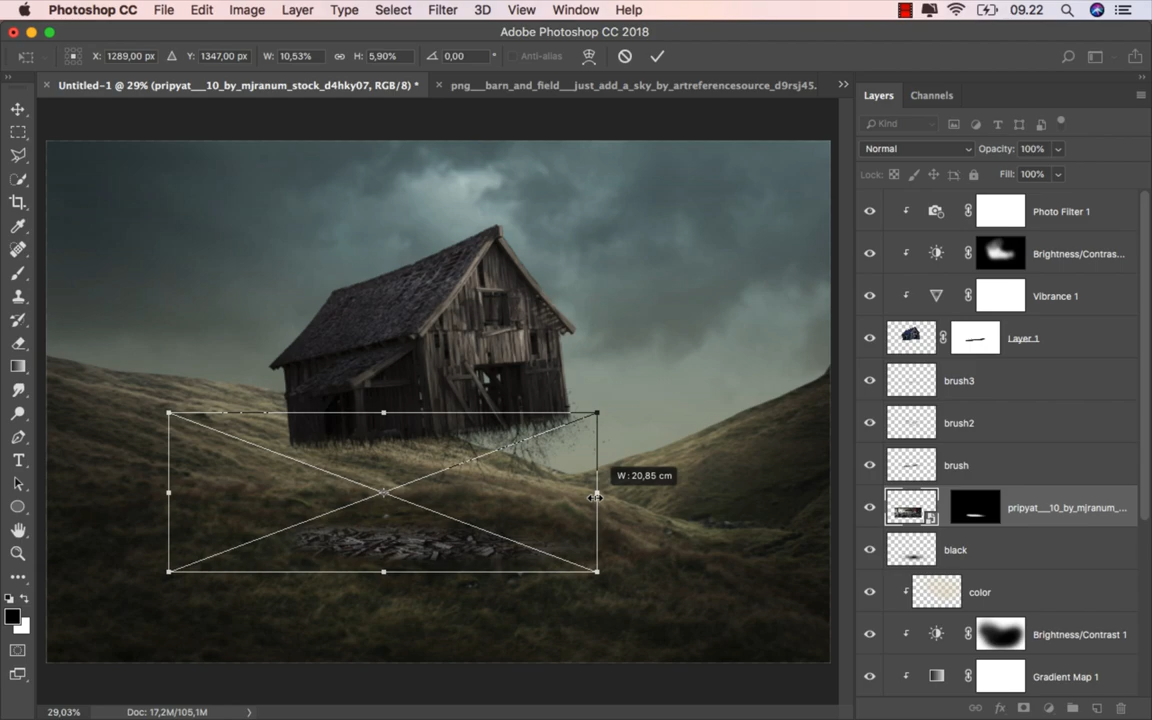 Photoshop CC File Edit Image Layer Type Select Filter 3D View Window Help 09.22
Adobe Photoshop CC 2018
X: 1289,00 px Y: 1347,00 px W: 10,53% H: 5,90% 0,00 ° Anti-alias
Untitled-1 @ 29% (pripyat___10_by_mjranum_stock_d4hky07, RGB/8) * png__barn_and_field___just_add_a_sky_by_artreferencesource_d9rsj45.
Layers Channels
Kind
Normal Opacity: 100%
Lock: Fill: 100%
Photo Filter 1
Brightness/Contras...
Vibrance 1
Layer 1
brush3
brush2
brush
W: 20,85 cm
pripyat___10_by_mjranum_...
black
color
Brightness/Contrast 1
Gradient Map 1
29,03% Doc: 17,2M/105,1M